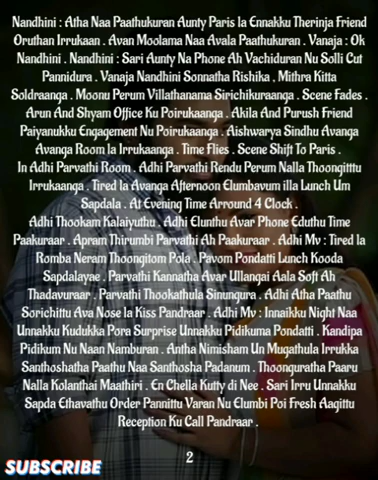 Nandhini : Atha Naa Paathukuran Aunty Paris la Ennakku Therinja Friend
Oruthan Irrukaan . Avan Moolama Naa Avala Paathukuran . Vanaja : Ok
Nandhini . Nandhini : Sari Aunty Na Phone Ah Vachiduran Nu Solli Cut
Pannidura . Vanaja Nandhini Sonnatha Rishika , Mithra Kitta
Soldraanga . Moonu Perum Villathanama Sirichikuraanga . Scene Fades .
Arun And Shyam Office Ku Poirukaanga . Akila And Purush Friend
Paiyanukku Engagement Nu Poirukaanga . Aishwarya Sindhu Avanga
Avanga Room la Irrukaanga . Time Flies . Scene Shift To Paris .
In Adhi Parvathi Room . Adhi Parvathi Rendu Perum Nalla Thoongitttu
Irrukaanga . Tired la Avanga Afternoon Elumbavum illa Lunch Um
Sapdala . At Evening Time Arround 4 Clock .
Adhi Thookam Kalaiyuthu . Adhi Elunthu Avar Phone Eduthu Time
Paakuraar . Apram Thirumbi Parvathi Ah Paakuraar . Adhi Mv : Tired la
Romba Neram Thoongitom Pola . Pavom Pondatti Lunch Kooda
Sapdalayae . Parvathi Kannatha Avar Ullangai Aala Soft Ah
Thadavuraar . Parvathi Thookathula Sinungura . Adhi Atha Paathu
Sorichittu Ava Nose la Kiss Pandraar . Adhi Mv : Innaikku Night Naa
Unnakku Kudukka Pora Surprise Unnakku Pidikuma Pondatti . Kandipa
Pidikum Nu Naan Namburan . Antha Nimisham Un Mugathula Irrukka
Santhoshatha Paathu Naa Santhosha Padanum . Thoonguratha Paaru
Nalla Kolanthai Maathiri . En Chella Kutty di Nee . Sari Iru Unnakku
Sapda Ethavathu Order Pannittu Varan Nu Elumbi Poi Fresh Aagittu
Reception Ku Call Pandraar .
2
SUBSCRIBE